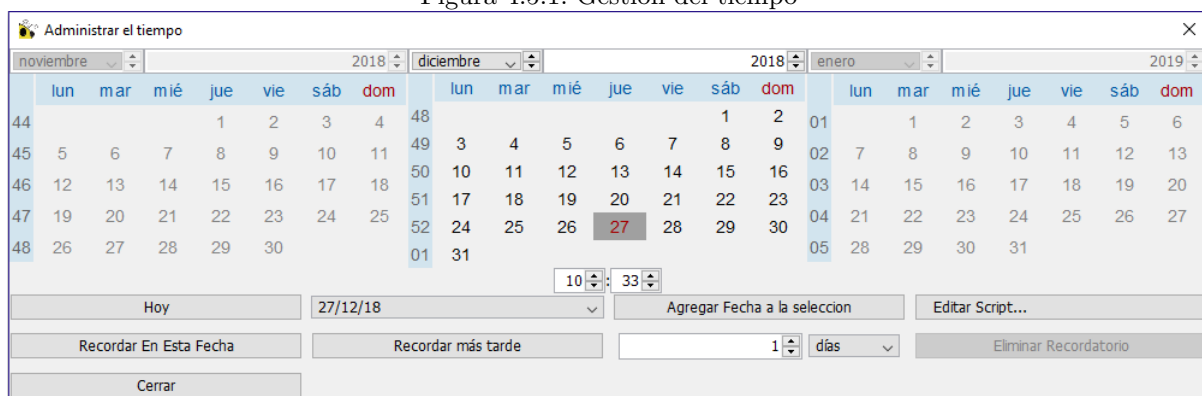 Figura 4.5.1: Gestión del tiempo
Administrar el tiempo
noviembre 2018 diciembre 2018 enero 2019
lun mar mié jue vie sáb dom lun mar mié jue vie sáb dom lun mar mié jue vie sáb dom
44 1 2 3 4 48 1 2 01 1 2 3 4 5 6
45 5 6 7 8 9 10 11 49 3 4 5 6 7 8 9 02 7 8 9 10 11 12 13
46 12 13 14 15 16 17 18 50 10 11 12 13 14 15 16 03 14 15 16 17 18 19 20
47 19 20 21 22 23 24 25 51 17 18 19 20 21 22 23 04 21 22 23 24 25 26 27
48 26 27 28 29 30 52 24 25 26 27 28 29 30 05 28 29 30 31
01 31
10 : 33
Hoy 27/12/18 Agregar Fecha a la seleccion Editar Script...
Recordar En Esta Fecha Recordar más tarde 1 días Eliminar Recordatorio
Cerrar